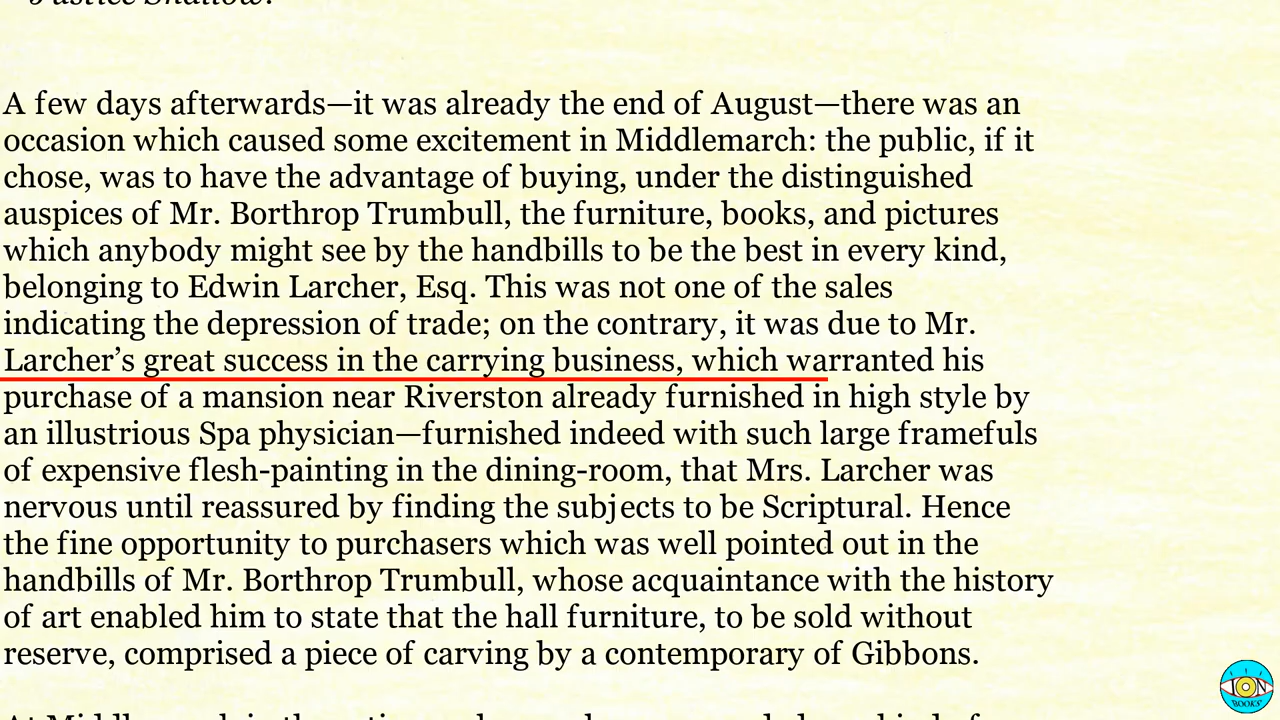 Justice Shallow.
A few days afterwards—it was already the end of August—there was an
occasion which caused some excitement in Middlemarch: the public, if it
chose, was to have the advantage of buying, under the distinguished
auspices of Mr. Borthrop Trumbull, the furniture, books, and pictures
which anybody might see by the handbills to be the best in every kind,
belonging to Edwin Larcher, Esq. This was not one of the sales
indicating the depression of trade; on the contrary, it was due to Mr.
Larcher’s great success in the carrying business, which warranted his
purchase of a mansion near Riverston already furnished in high style by
an illustrious Spa physician—furnished indeed with such large framefuls
of expensive flesh-painting in the dining-room, that Mrs. Larcher was
nervous until reassured by finding the subjects to be Scriptural. Hence
the fine opportunity to purchasers which was well pointed out in the
handbills of Mr. Borthrop Trumbull, whose acquaintance with the history
of art enabled him to state that the hall furniture, to be sold without
reserve, comprised a piece of carving by a contemporary of Gibbons.
ION
BOOKS